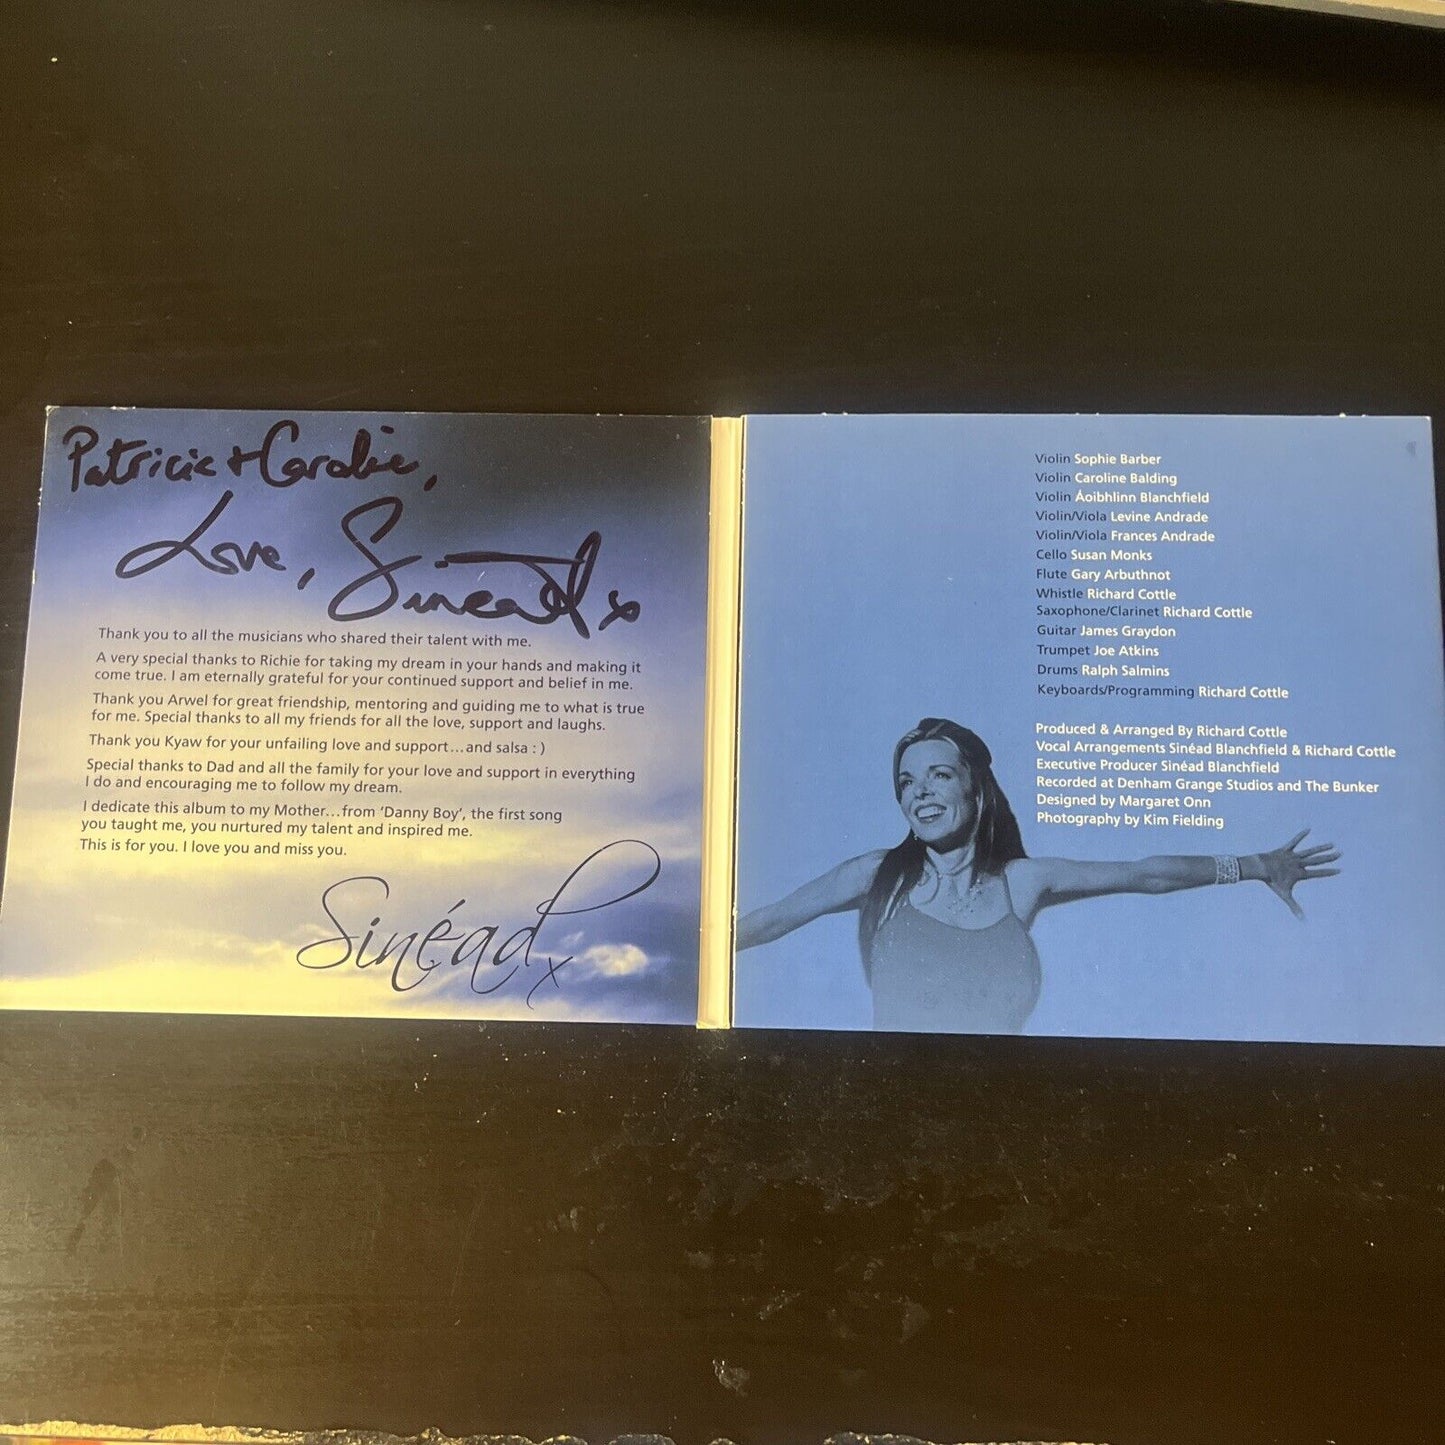 Patricia + Coralie,
Love, Sinéad x
Thank you to all the musicians who shared their talent with me.
A very special thanks to Richie for taking my dream in your hands and making it
come true. I am eternally grateful for your continued support and belief in me.
Thank you Arwel for great friendship, mentoring and guiding me to what is true
for me. Special thanks to all my friends for all the love, support and laughs.
Thank you Kyaw for your unfailing love and support...and salsa : )
Special thanks to Dad and all the family for your love and support in everything
I do and encouraging me to follow my dream.
I dedicate this album to my Mother...from ‘Danny Boy’, the first song
you taught me, you nurtured my talent and inspired me.
This is for you. I love you and miss you.
Sinéad x
Violin Sophie Barber
Violin Caroline Balding
Violin Áoibhlinn Blanchfield
Violin/Viola Levine Andrade
Violin/Viola Frances Andrade
Cello Susan Monks
Flute Gary Arbuthnot
Whistle Richard Cottle
Saxophone/Clarinet Richard Cottle
Guitar James Graydon
Trumpet Joe Atkins
Drums Ralph Salmins
Keyboards/Programming Richard Cottle
Produced & Arranged By Richard Cottle
Vocal Arrangements Sinéad Blanchfield & Richard Cottle
Executive Producer Sinéad Blanchfield
Recorded at Denham Grange Studios and The Bunker
Designed by Margaret Onn
Photography by Kim Fielding